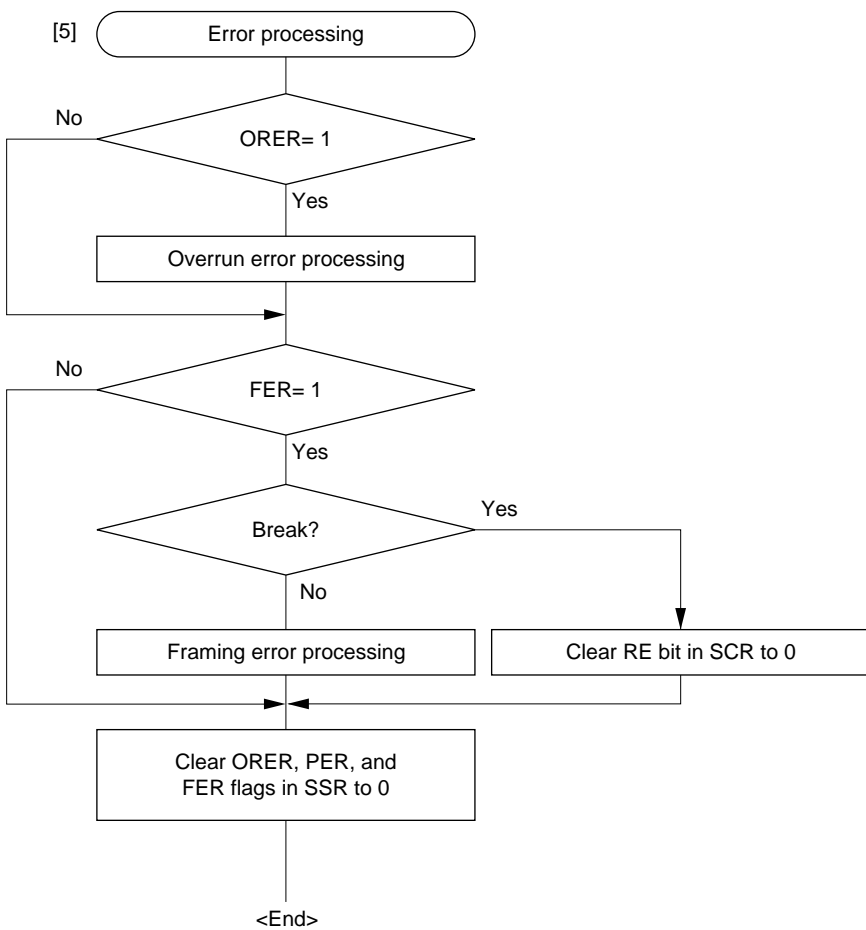 [5]
Error processing
No
ORER= 1
Yes
Overrun error processing
No
FER= 1
Yes
Break?
Yes
No
Framing error processing
Clear RE bit in SCR to 0
Clear ORER, PER, and
FER flags in SSR to 0
<End>